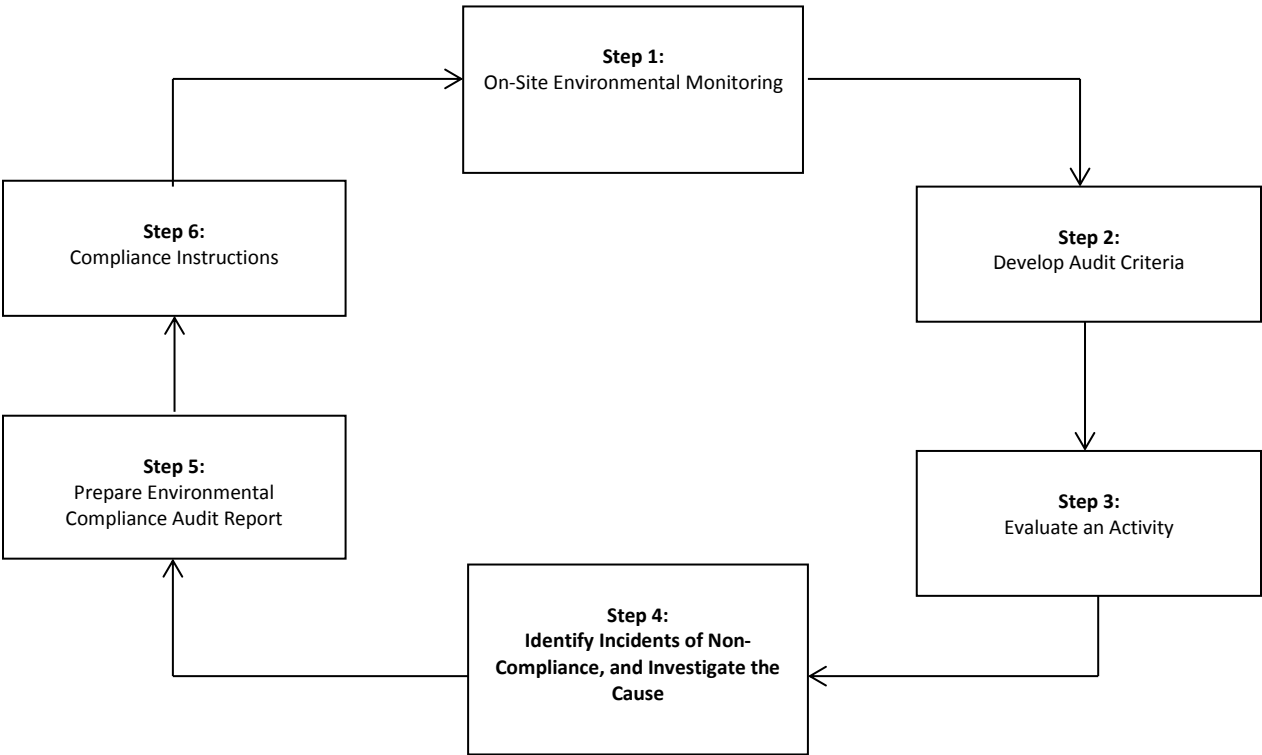 Step 1:
On-Site Environmental Monitoring
Step 2:
Develop Audit Criteria
Step 3:
Evaluate an Activity
Step 4:
Identify Incidents of Non-
Compliance, and Investigate the
Cause
Step 5:
Prepare Environmental
Compliance Audit Report
Step 6:
Compliance Instructions